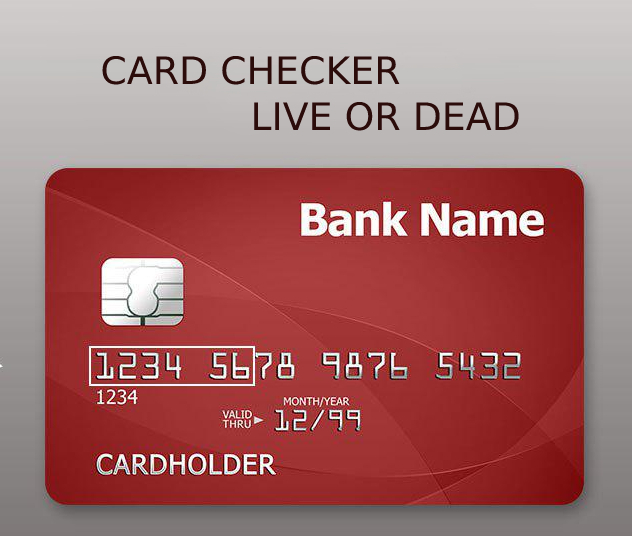 CARD CHECKER
LIVE OR DEAD
Bank Name
1234 5678 9876 5432
1234
MONTH/YEAR
VALID
THRU
12/99
CARDHOLDER